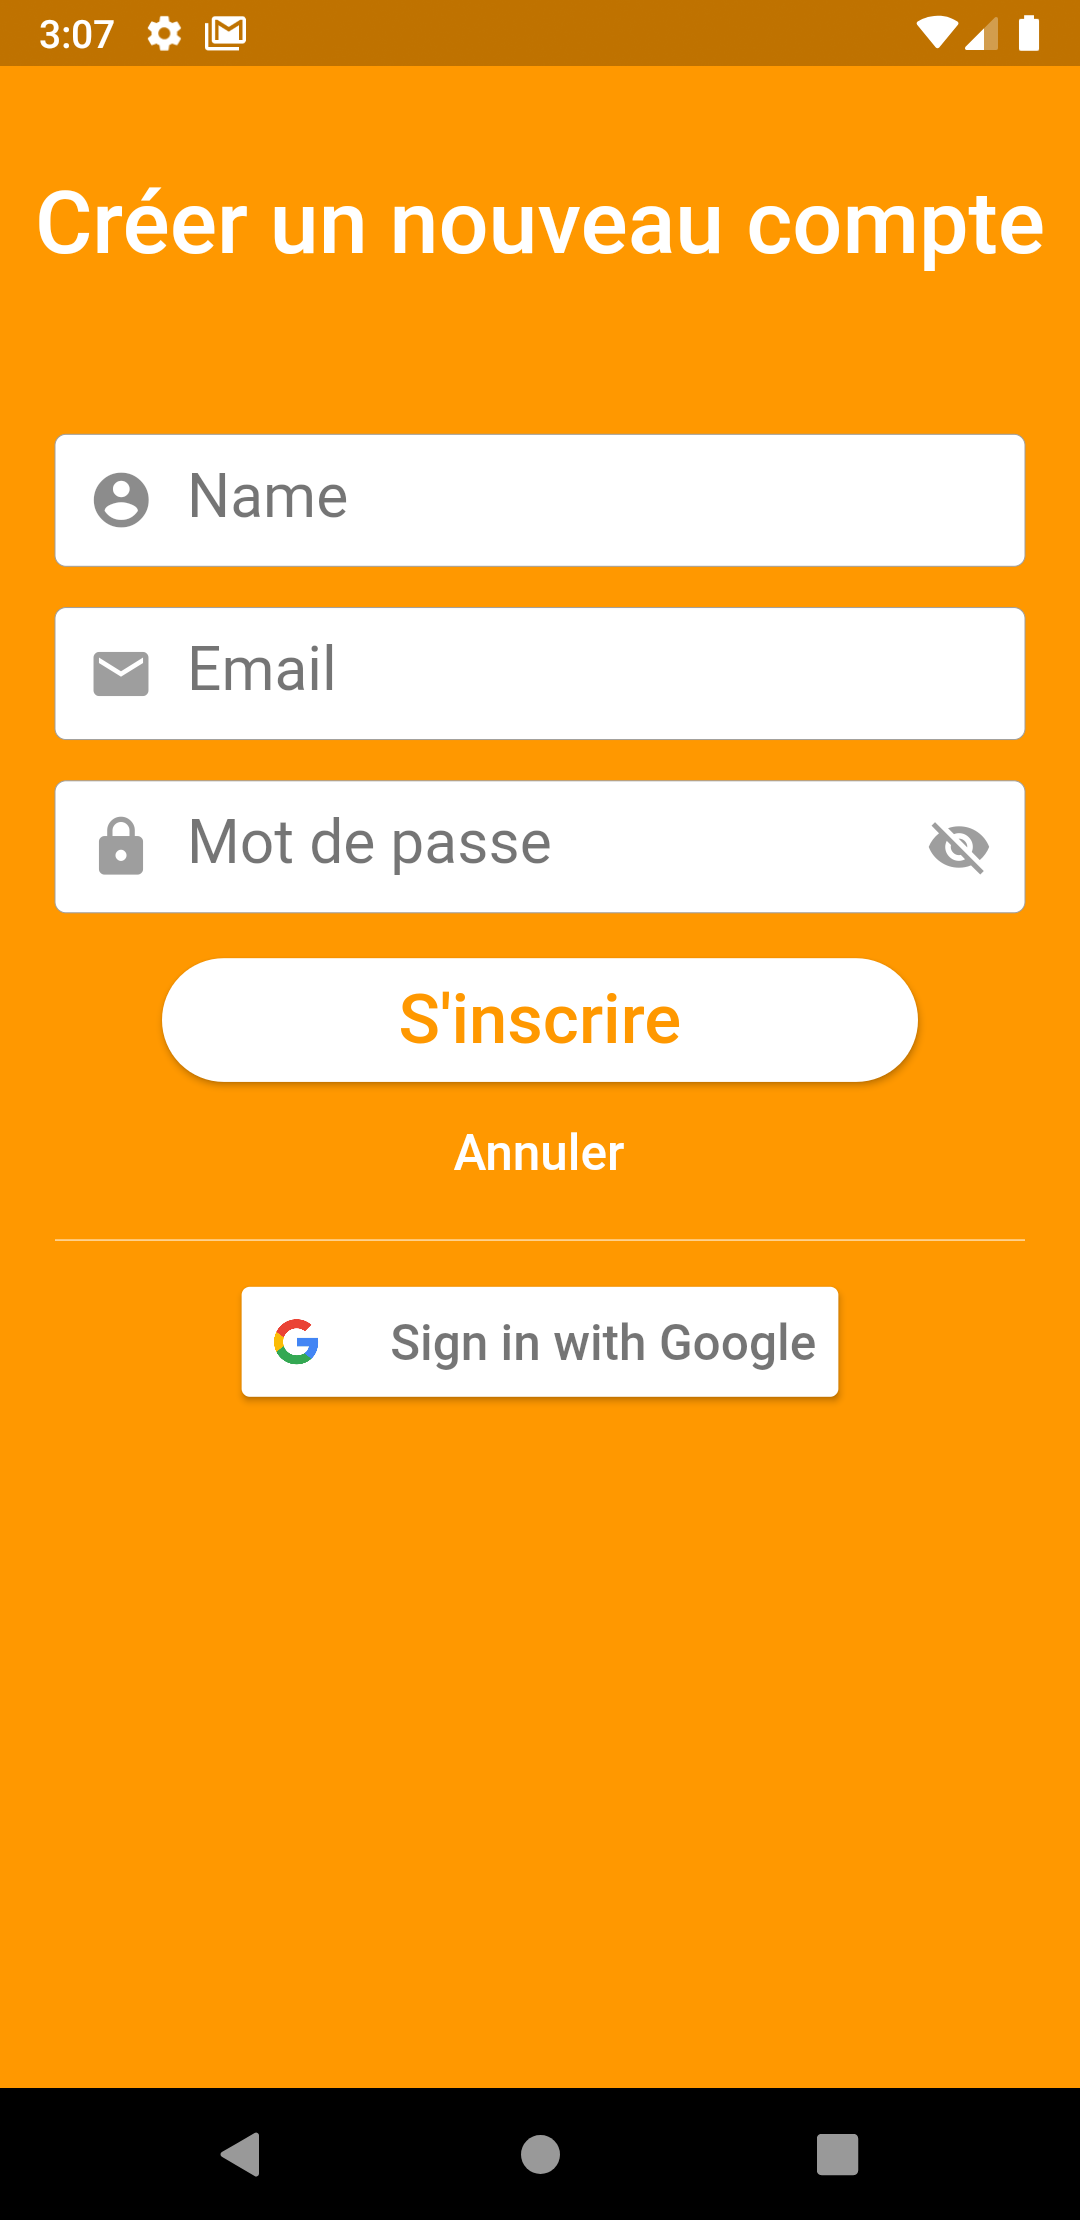 3:07
Créer un nouveau compte
Name
Email
Mot de passe
S'inscrire
Annuler
Sign in with Google